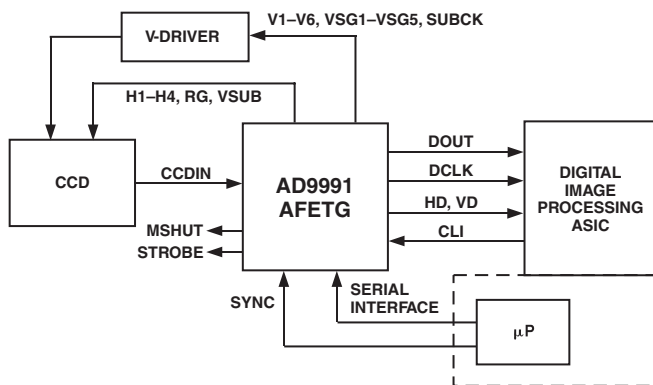 V1–V6, VSG1–VSG5, SUBCK
V-DRIVER
H1–H4, RG, VSUB
CCD
CCDIN
AD9991
AFETG
MSHUT
STROBE
DOUT
DCLK
HD, VD
CLI
DIGITAL
IMAGE
PROCESSING
ASIC
SYNC
SERIAL
INTERFACE
μP